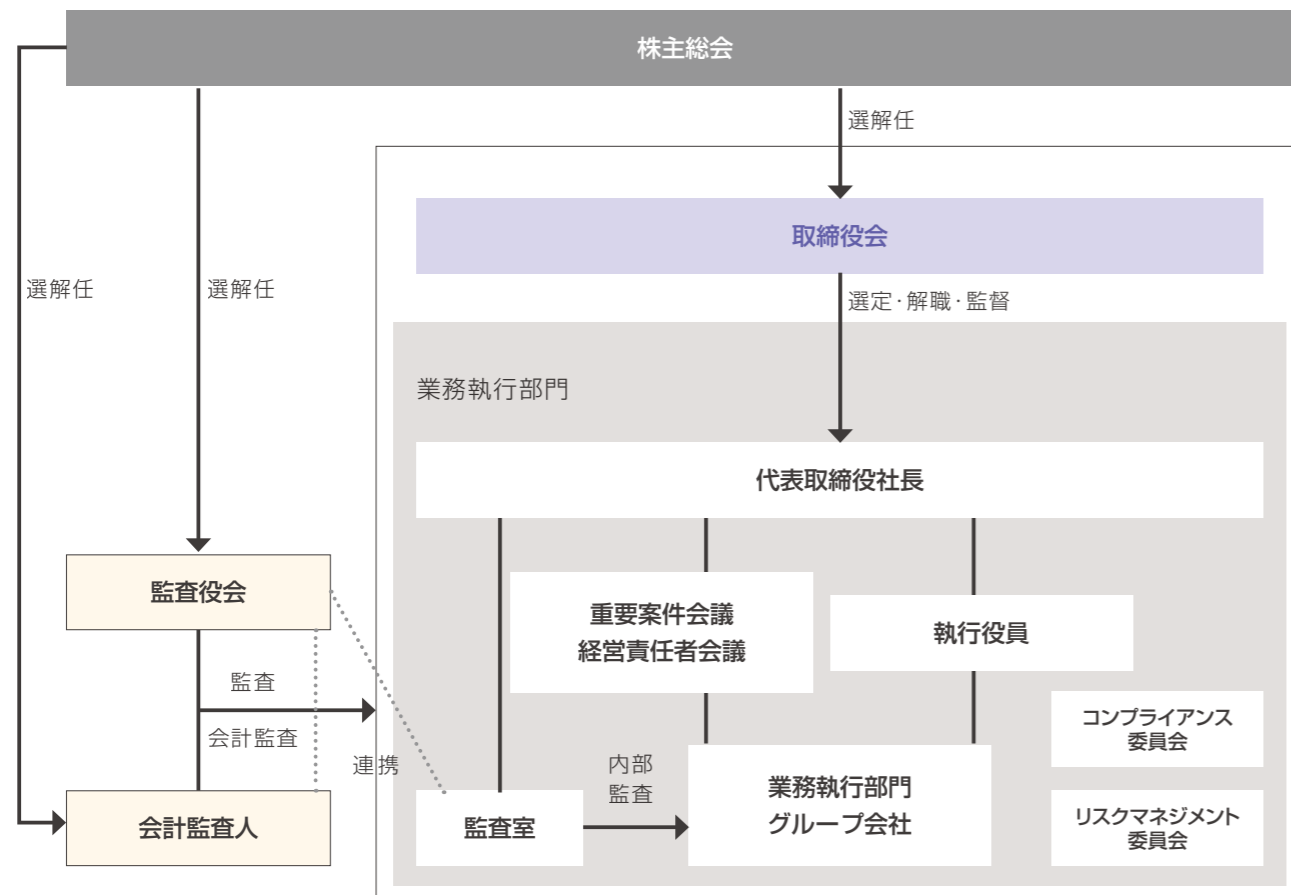 株主総会
選解任
選解任
選解任
取締役会
選定・解職・監督
業務執行部門
代表取締役社長
監査役会
重要案件会議
経営責任者会議
執行役員
監査
会計監査
連携
内部
監査
コンプライアンス
委員会
会計監査人
監査室
業務執行部門
グループ会社
リスクマネジメント
委員会